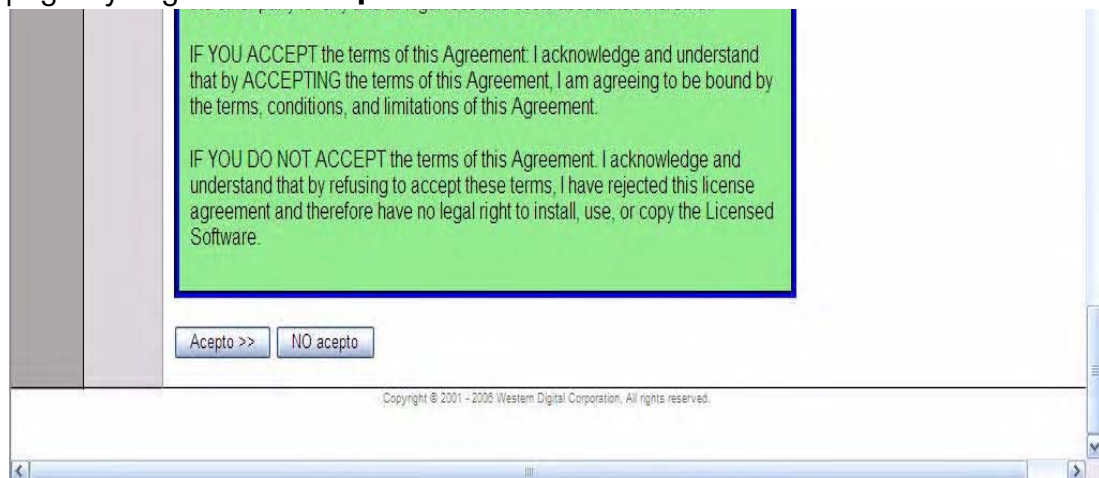 IF YOU ACCEPT the terms of this Agreement: I acknowledge and understand
that by ACCEPTING the terms of this Agreement, I am agreeing to be bound by
the terms, conditions, and limitations of this Agreement.
IF YOU DO NOT ACCEPT the terms of this Agreement. I acknowledge and
understand that by refusing to accept these terms, I have rejected this license
agreement and therefore have no legal right to install, use, or copy the Licensed
Software.
Acepto >> NO acepto
Copyright © 2001 - 2006 Western Digital Corporation, All rights reserved.